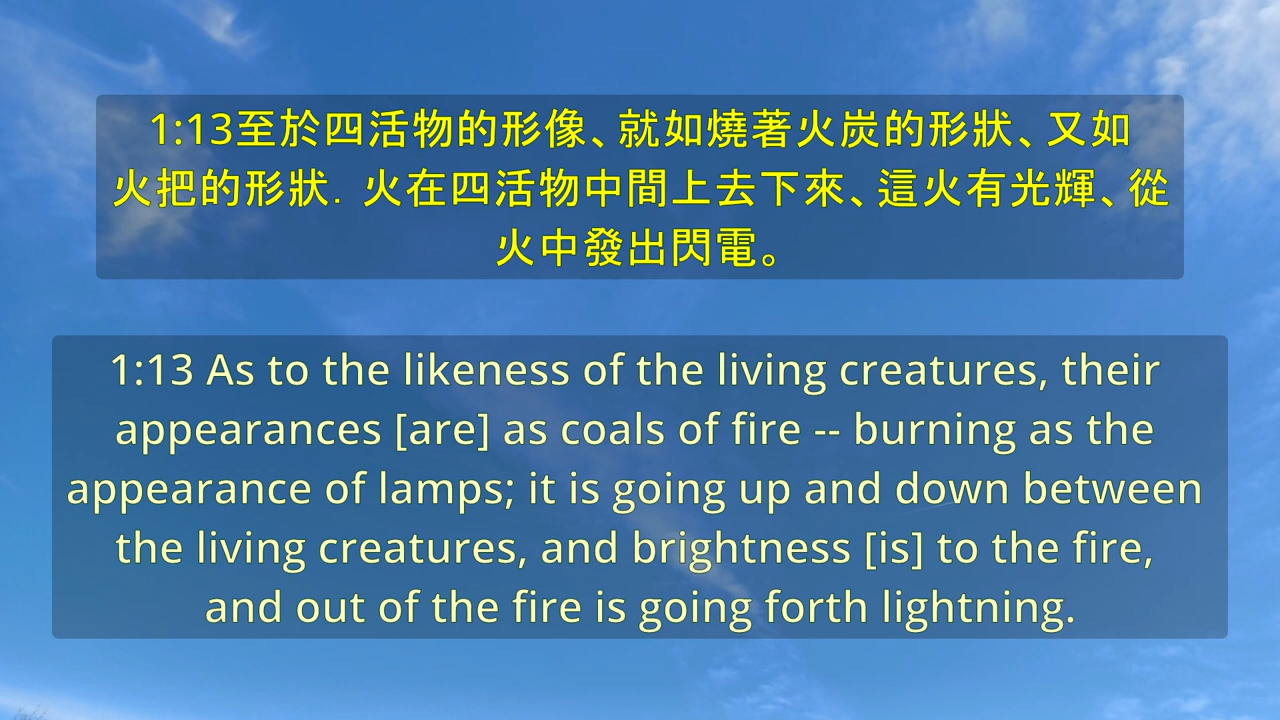 1:13至於四活物的形像、就如燒著火炭的形狀、又如
火把的形狀．火在四活物中間上去下來、這火有光輝、從
火中發出閃電。
1:13 As to the likeness of the living creatures, their
appearances [are] as coals of fire -- burning as the
appearance of lamps; it is going up and down between
the living creatures, and brightness [is] to the fire,
and out of the fire is going forth lightning.